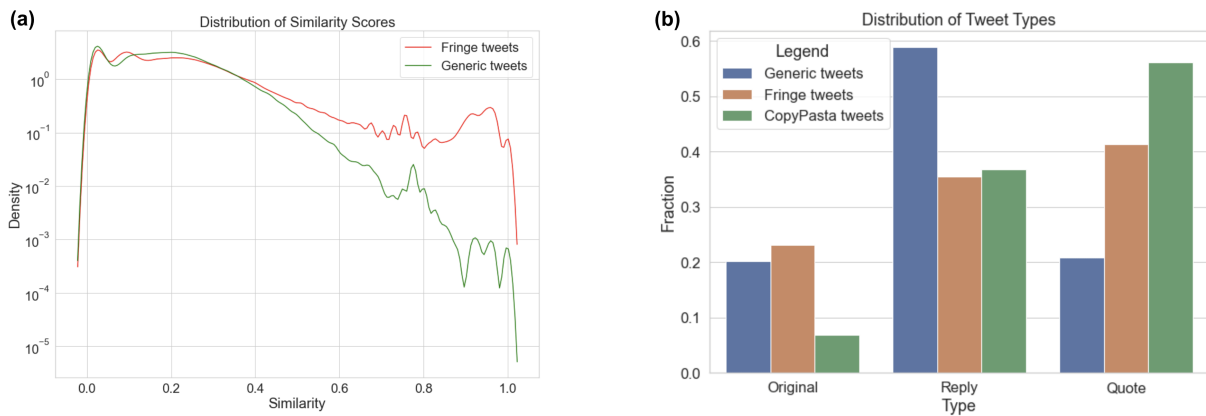 (a)
Distribution of Similarity Scores
Fringe tweets
Generic tweets
10⁰
10⁻¹
10⁻²
10⁻³
10⁻⁴
10⁻⁵
Density
0.0 0.2 0.4 0.6 0.8 1.0
Similarity
(b)
Distribution of Tweet Types
Legend
Generic tweets
Fringe tweets
CopyPasta tweets
0.6
0.5
0.4
0.3
0.2
0.1
0.0
Fraction
Original Reply Quote
Type